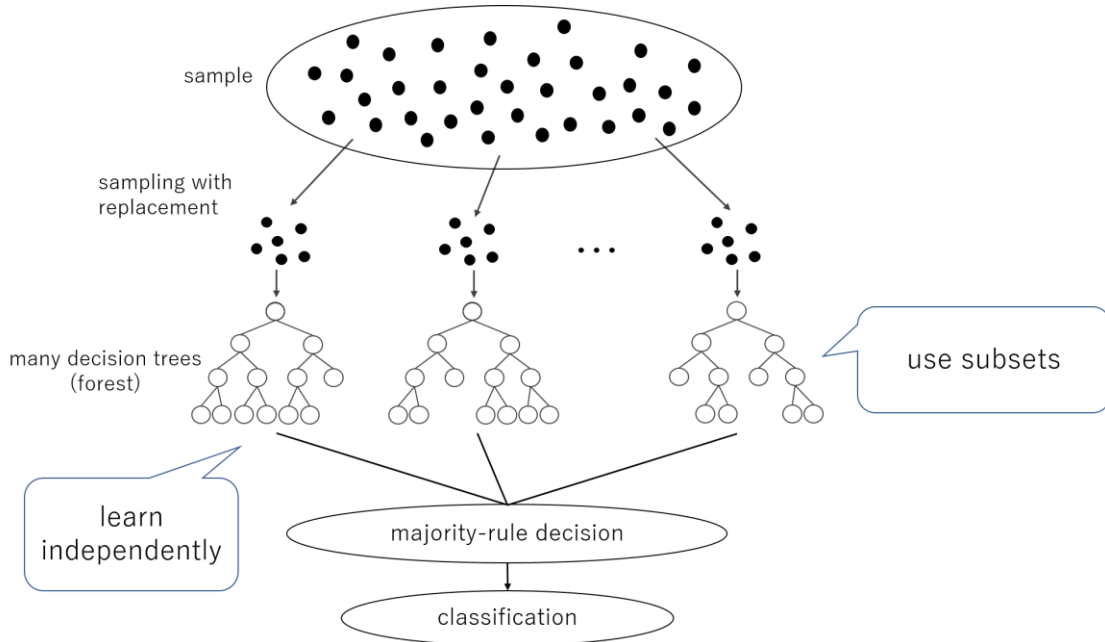 sample
sampling with
replacement
...
many decision trees
(forest)
use subsets
learn
independently
majority-rule decision
classification